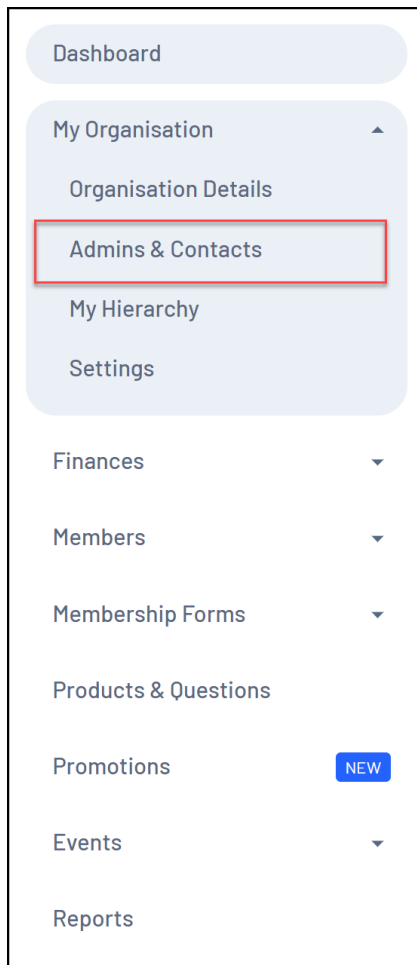 Dashboard
My Organisation
Organisation Details
Admins & Contacts
My Hierarchy
Settings
Finances
Members
Membership Forms
Products & Questions
Promotions NEW
Events
Reports